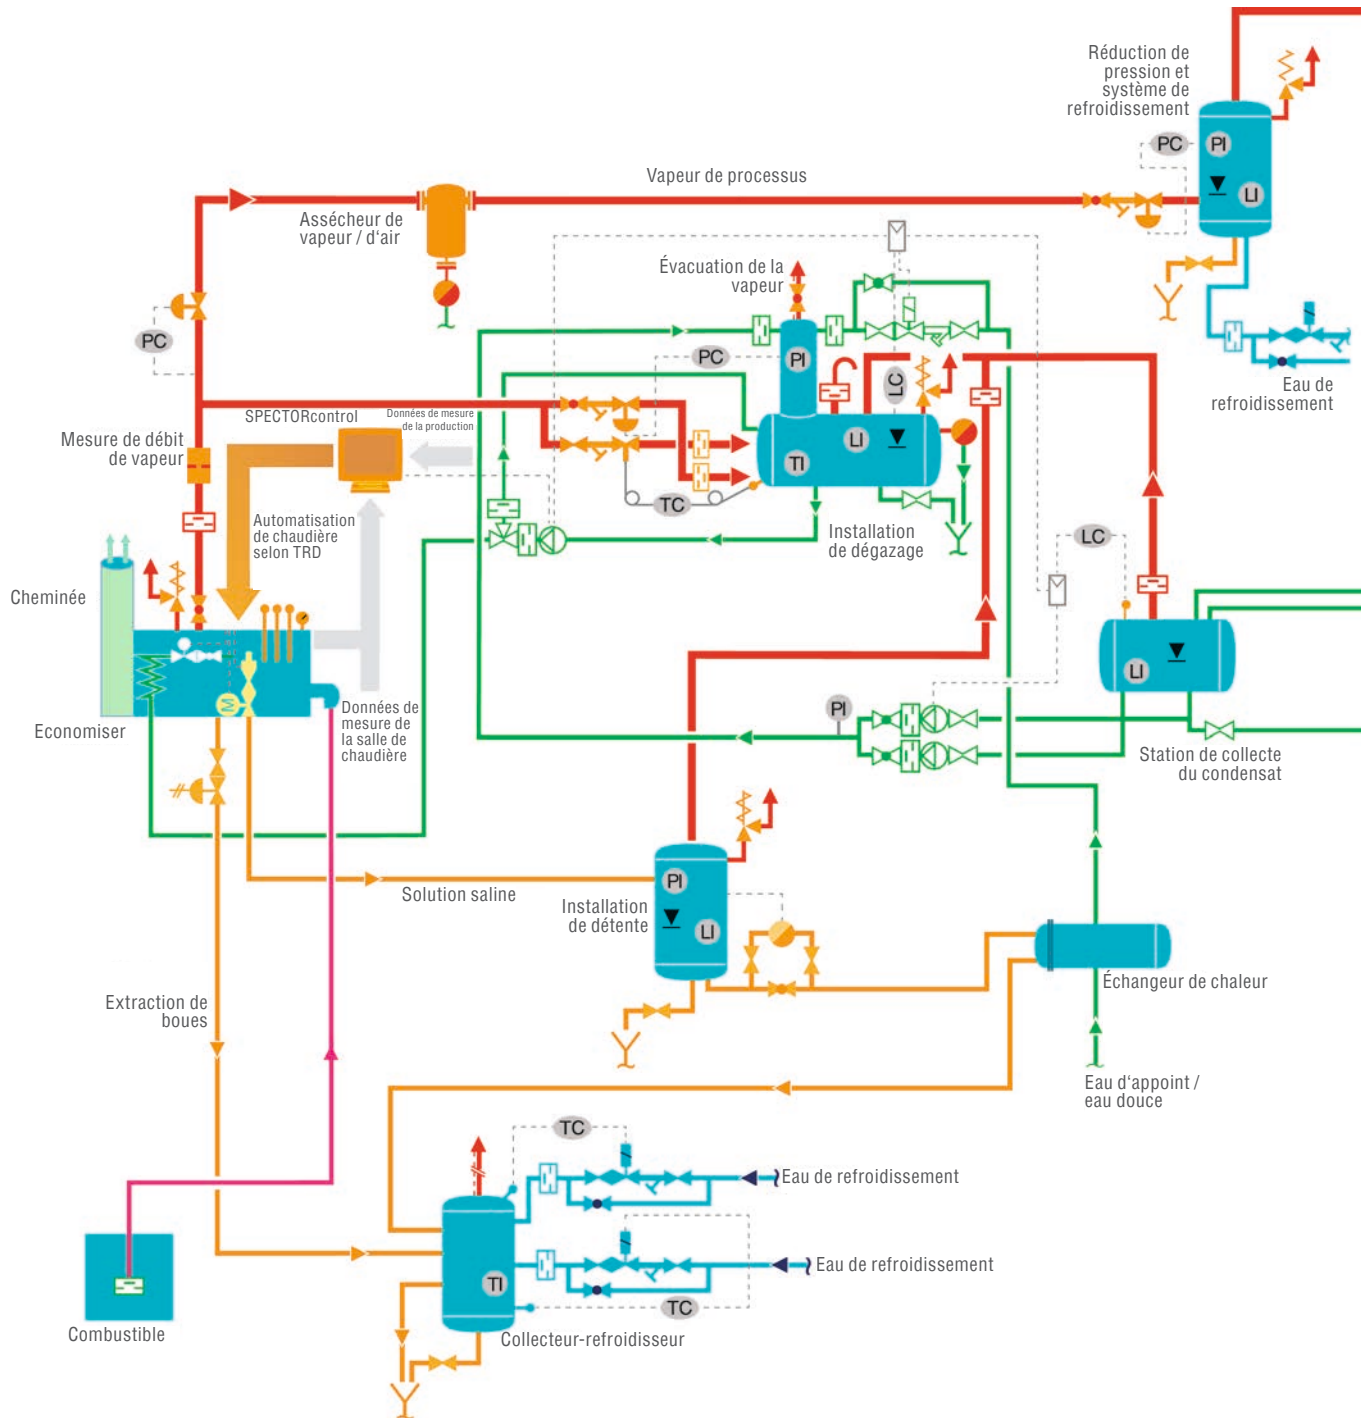 Réduction de
pression et
système de
refroidissement
PC
PI
LI
Vapeur de processus
Assécheur de
vapeur / d'air
Évacuation de la
vapeur
PC
PC
PI
LC
Eau de
refroidissement
SPECTORcontrol
Données de mesure
de la production
Mesure de débit
de vapeur
LI
TI
TC
Automatisation
de chaudière
selon TRD
Installation
de dégazage
LC
Cheminée
LI
M
PI
Economiser
Données de
mesure de
la salle de
chaudière
Station de collecte
du condensat
PI
LI
Solution saline
Installation
de détente
Échangeur de chaleur
Extraction de
boues
Eau d'appoint /
eau douce
TC
Eau de refroidissement
Eau de refroidissement
TI
TC
Combustible
Collecteur-refroidisseur